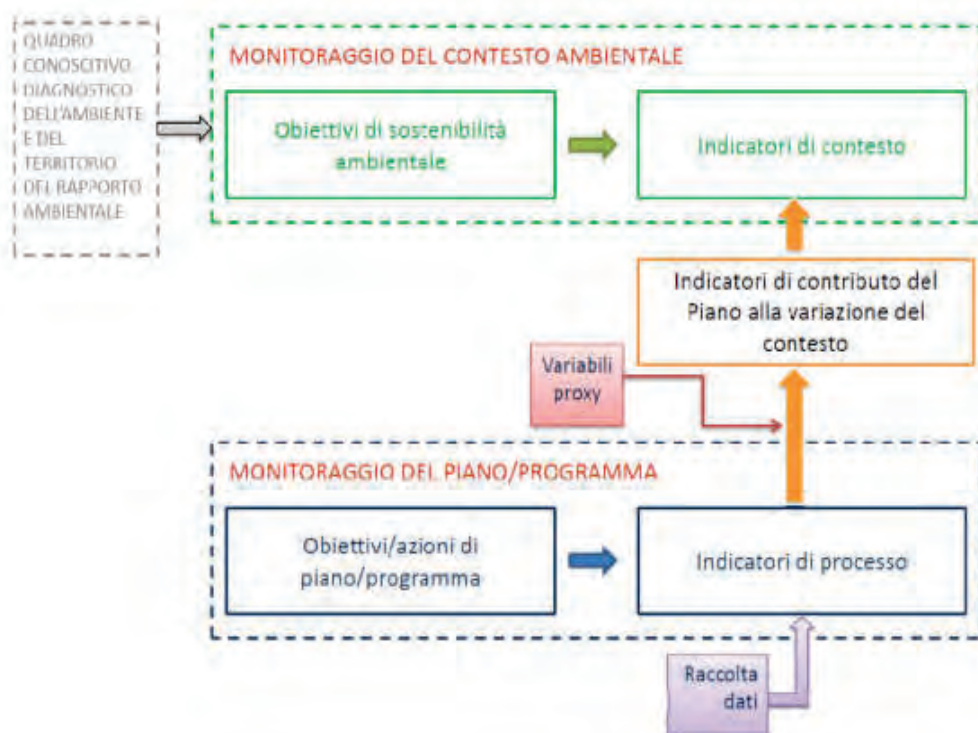 QUADRO
CONOSCITIVO
DIAGNOSTICO
DELL'AMBIENTE
E DEL
TERRITORIO
DEL RAPPORTO
AMBIENTALE
MONITORAGGIO DEL CONTESTO AMBIENTALE
Obiettivi di sostenibilità
ambientale
Indicatori di contesto
Indicatori di contributo del
Piano alla variazione del
contesto
Variabili
proxy
MONITORAGGIO DEL PIANO/PROGRAMMA
Obiettivi/azioni di
piano/programma
Indicatori di processo
Raccolta
dati